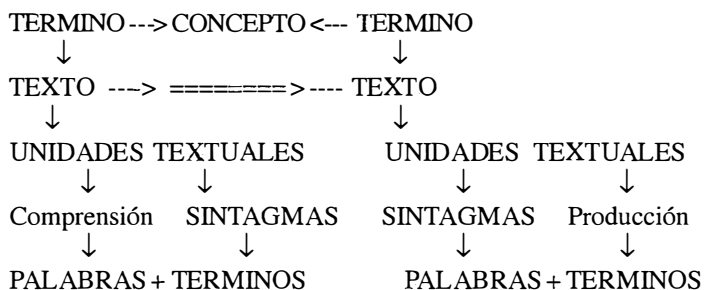 TERMINO ---> CONCEPTO <--- TERMINO
↓ ↓
TEXTO ----> ========>---- TEXTO
↓ ↓
UNIDADES TEXTUALES UNIDADES TEXTUALES
↓ ↓ ↓ ↓
Comprensión SINTAGMAS SINTAGMAS Producción
↓ ↓ ↓ ↓
PALABRAS + TERMINOS PALABRAS + TERMINOS